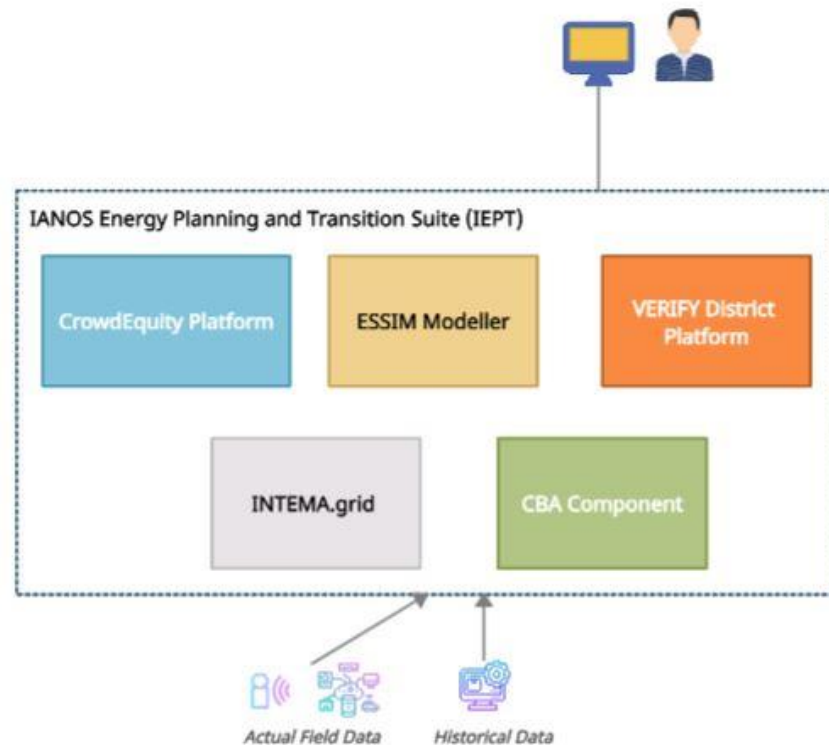 IANOS Energy Planning and Transition Suite (IEPT)
CrowdEquity Platform
ESSIM Modeller
VERIFY District
Platform
INTEMA.grid
CBA Component
Actual Field Data
Historical Data